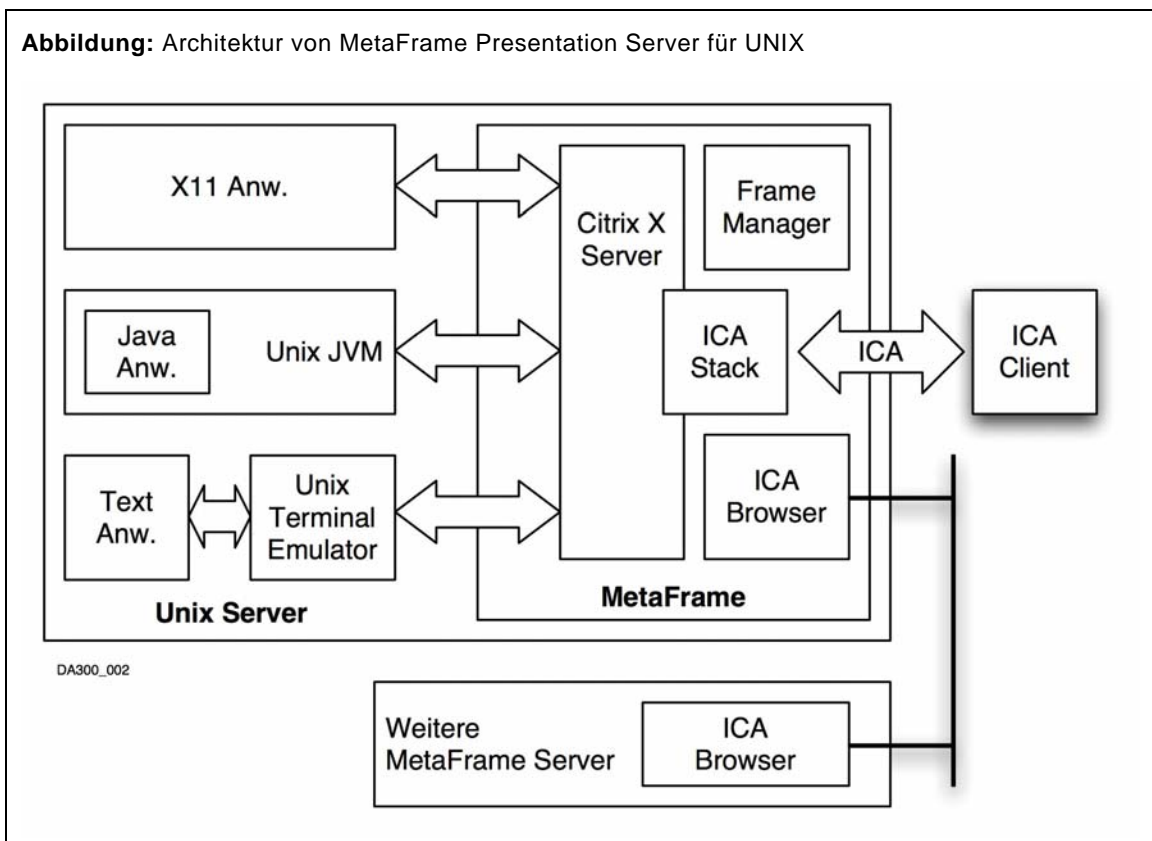 Abbildung: Architektur von MetaFrame Presentation Server für UNIX
X11 Anw.
Citrix X
Server
Frame
Manager
Java
Anw.
Unix JVM
ICA
Stack
ICA
ICA
Client
Text
Anw.
Unix
Terminal
Emulator
ICA
Browser
Unix Server
MetaFrame
DA300_002
Weitere
MetaFrame Server
ICA
Browser